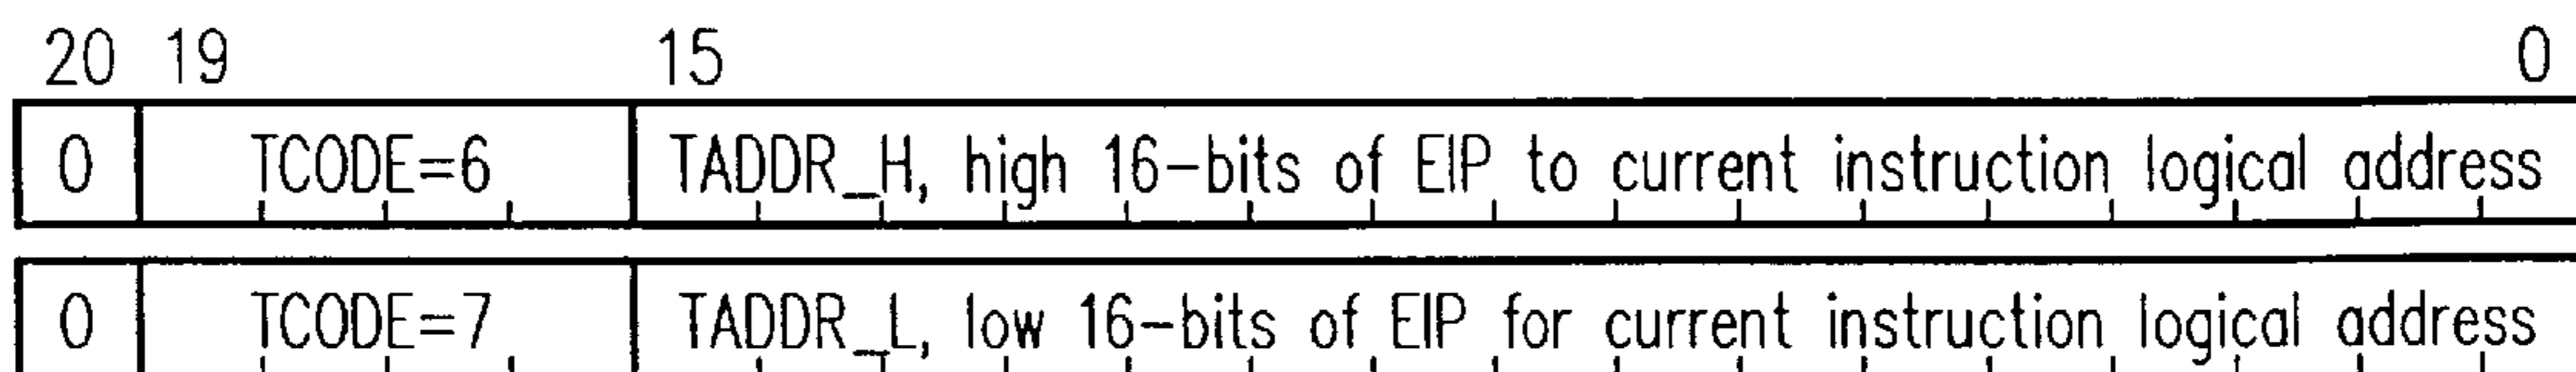 20 19 15 0
0 TCODE=6 TADDR_H, high 16-bits of EIP to current instruction logical address
0 TCODE=7 TADDR_L, low 16-bits of EIP for current instruction logical address